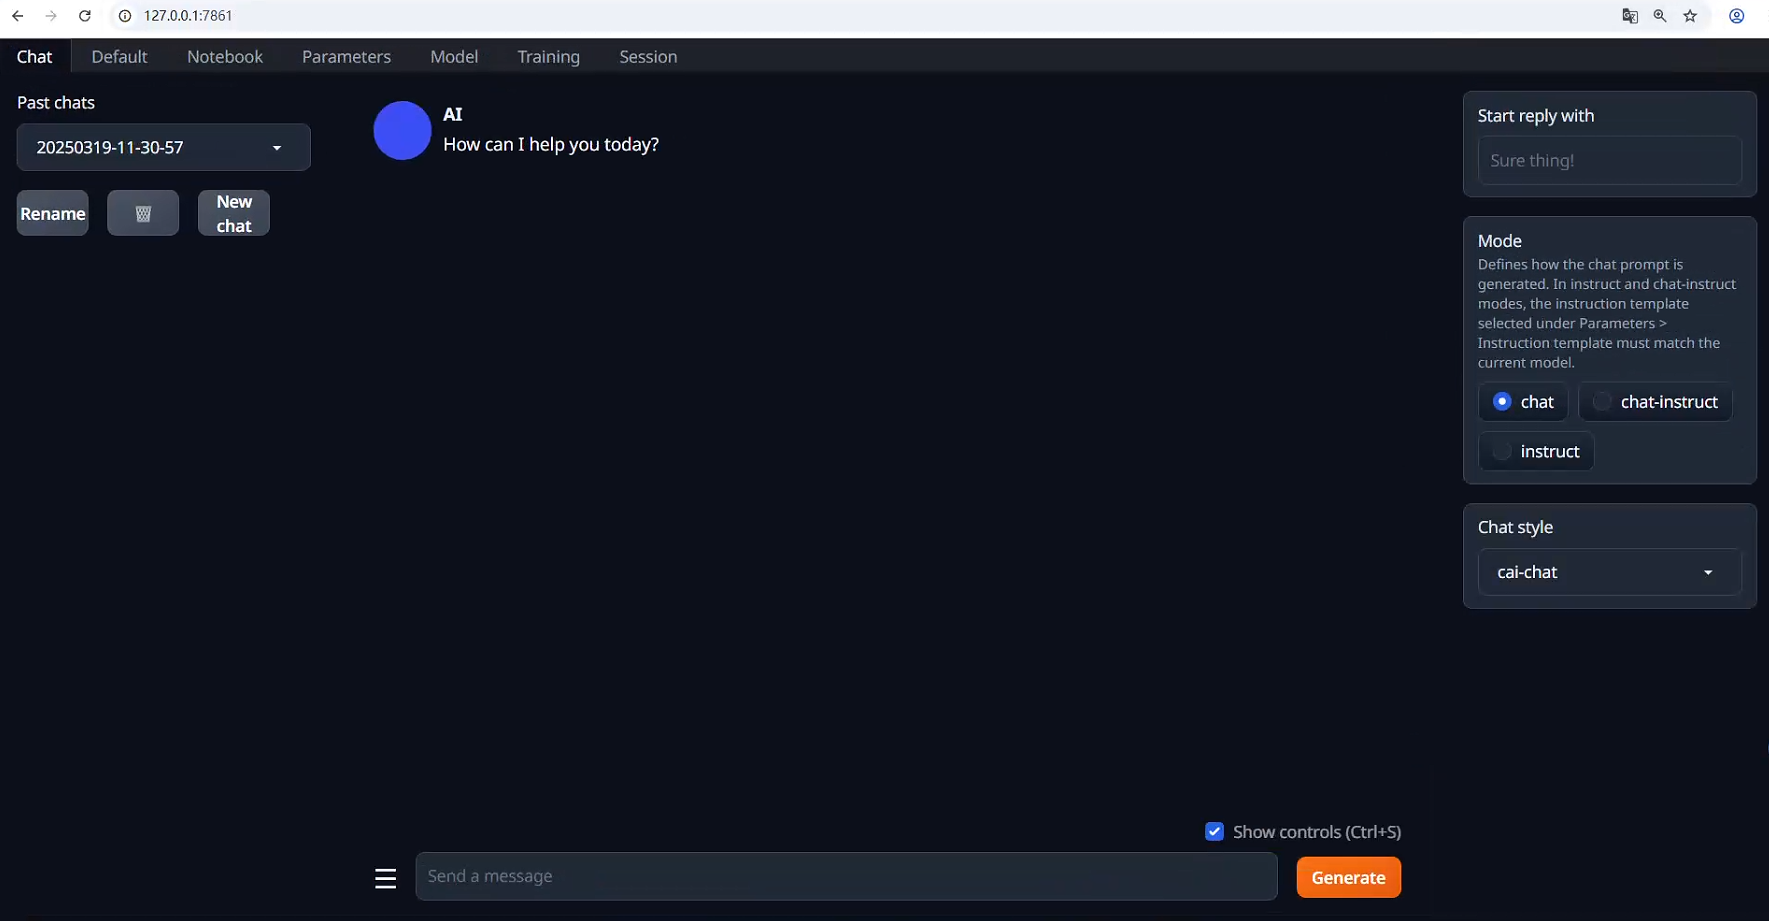 127.0.0.1:7861
Chat
Default
Notebook
Parameters
Model
Training
Session
Past chats
20250319-11-30-57
Rename
New
chat
AI
How can I help you today?
Start reply with
Sure thing!
Mode
Defines how the chat prompt is
generated. In instruct and chat-instruct
modes, the instruction template
selected under Parameters >
Instruction template must match the
current model.
chat
chat-instruct
instruct
Chat style
cai-chat
Show controls (Ctrl+S)
Send a message
Generate